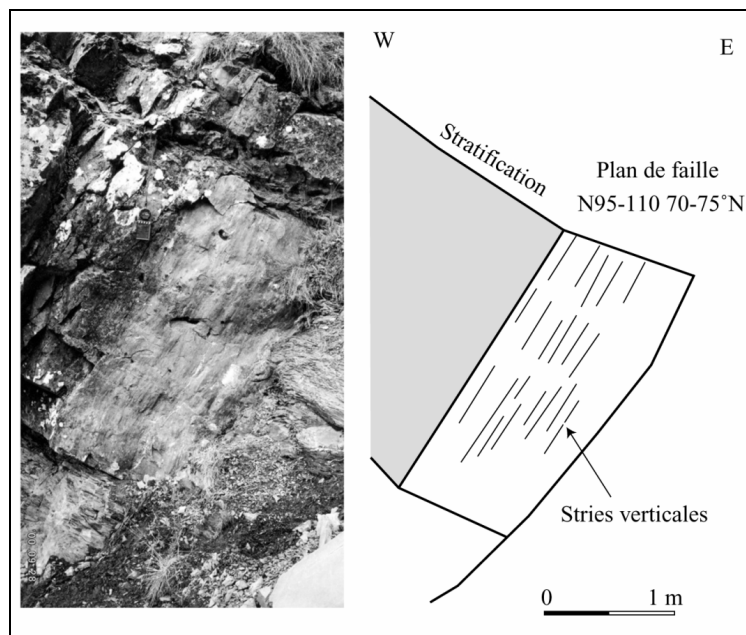 W
E
Stratification
Plan de faille
N95-110 70-75°N
Stries verticales
0
1 m